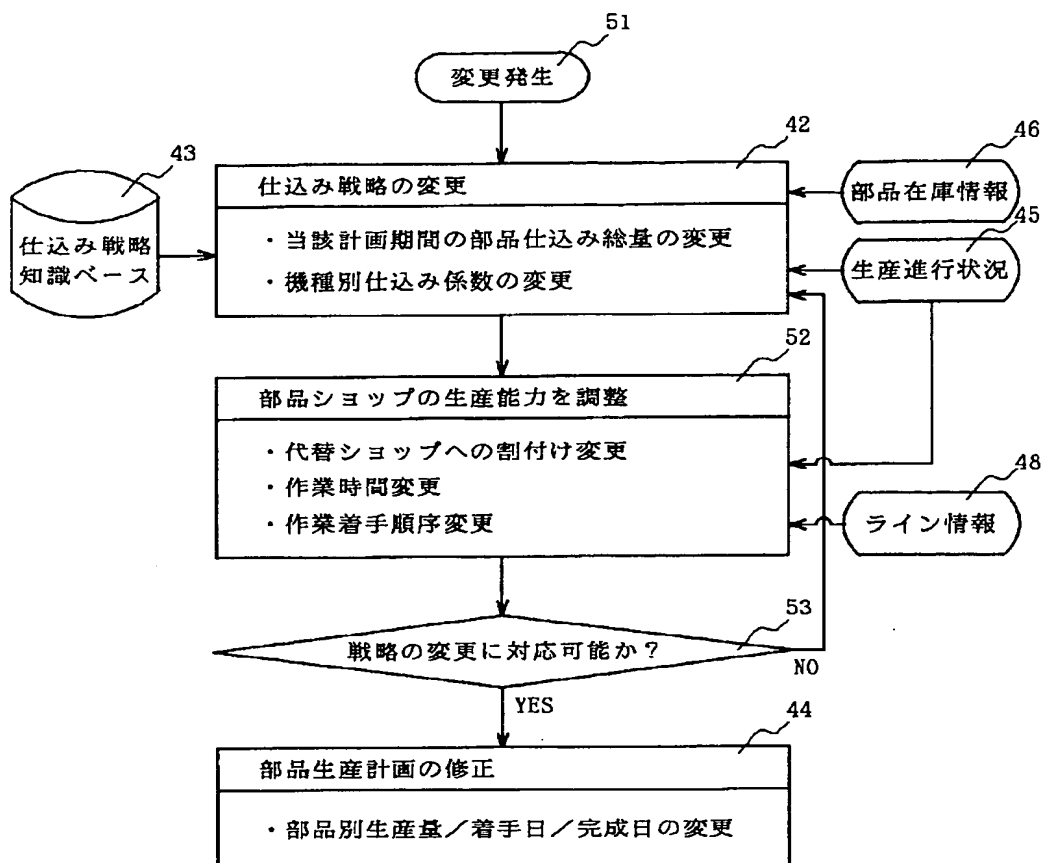 51
変更発生
42
46
43
仕込み戦略の変更
部品在庫情報
45
仕込み戦略
知識ベース
・当該計画期間の部品仕込み総量の変更
・機種別仕込み係数の変更
生産進行状況
52
部品ショップの生産能力を調整
・代替ショップへの割付け変更
・作業時間変更
・作業着手順序変更
48
ライン情報
53
戦略の変更に対応可能か？
NO
YES
44
部品生産計画の修正
・部品別生産量／着手日／完成日の変更